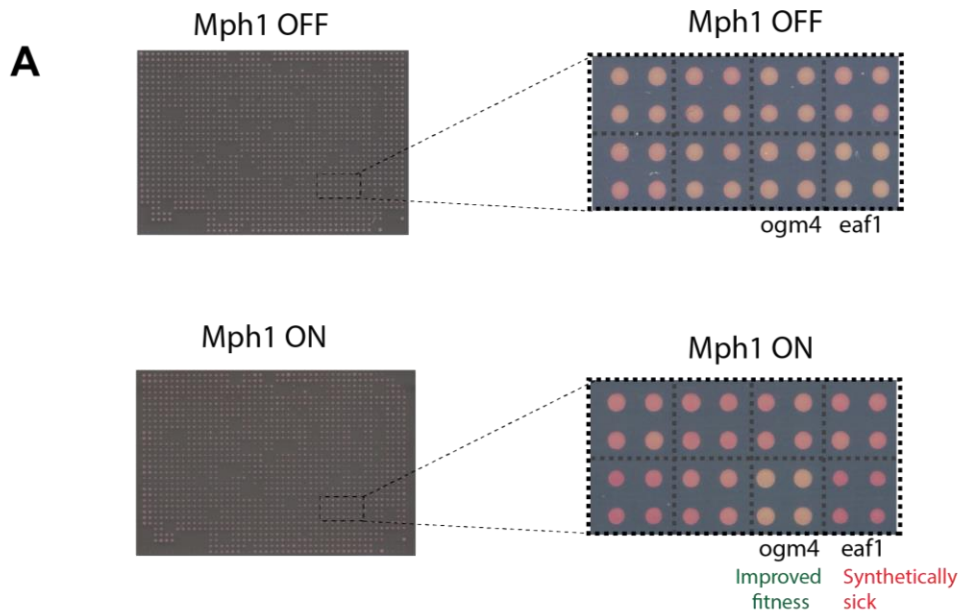 A
Mph1 OFF
Mph1 OFF
ogm4 eaf1
Mph1 ON
Mph1 ON
ogm4 eaf1
Improved Synthetically
fitness sick